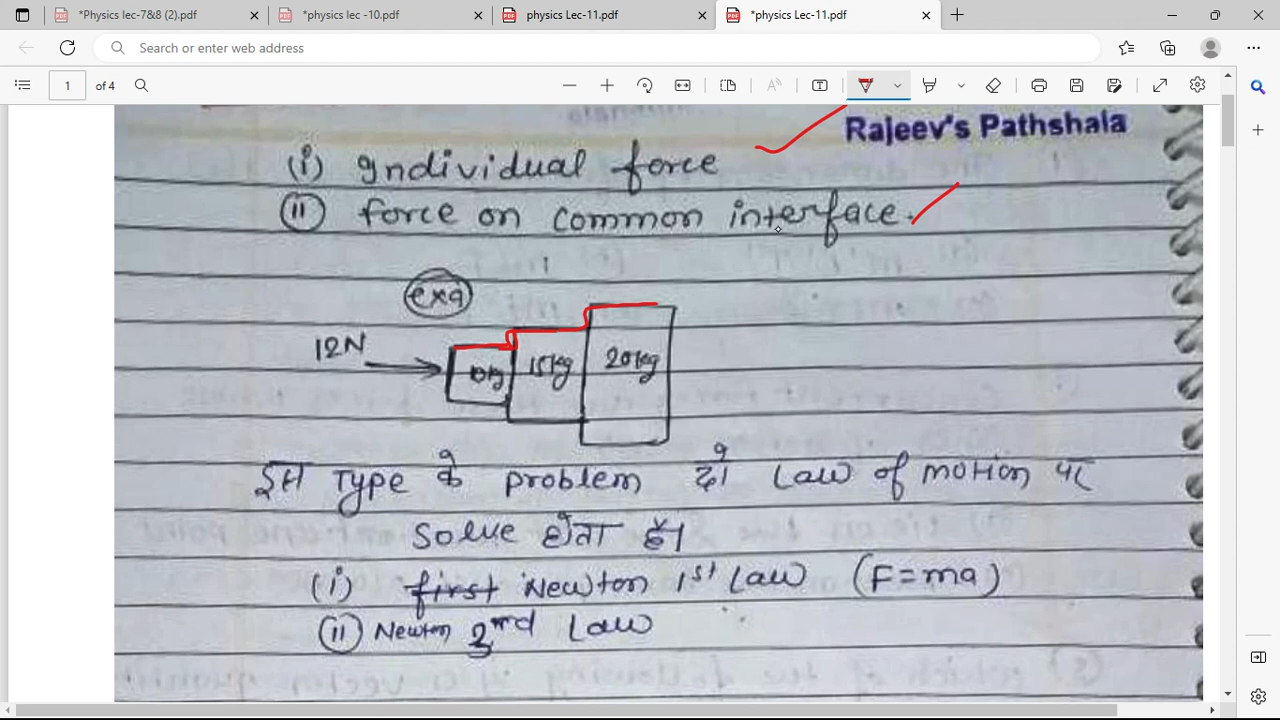 *Physics Lec-7&8 (2).pdf
*physics lec -10.pdf
physics Lec-11.pdf
*physics Lec-11.pdf
Search or enter web address
1 of 4
Rajeev's Pathshala
(i) Individual force
(ii) force on common interface.
exa
12N
10kg 15kg 20kg
इस Type के problem दो Law of motion पर
solve होता है।
(i) first Newton 1st Law (F=ma)
(ii) Newton 3rd Law